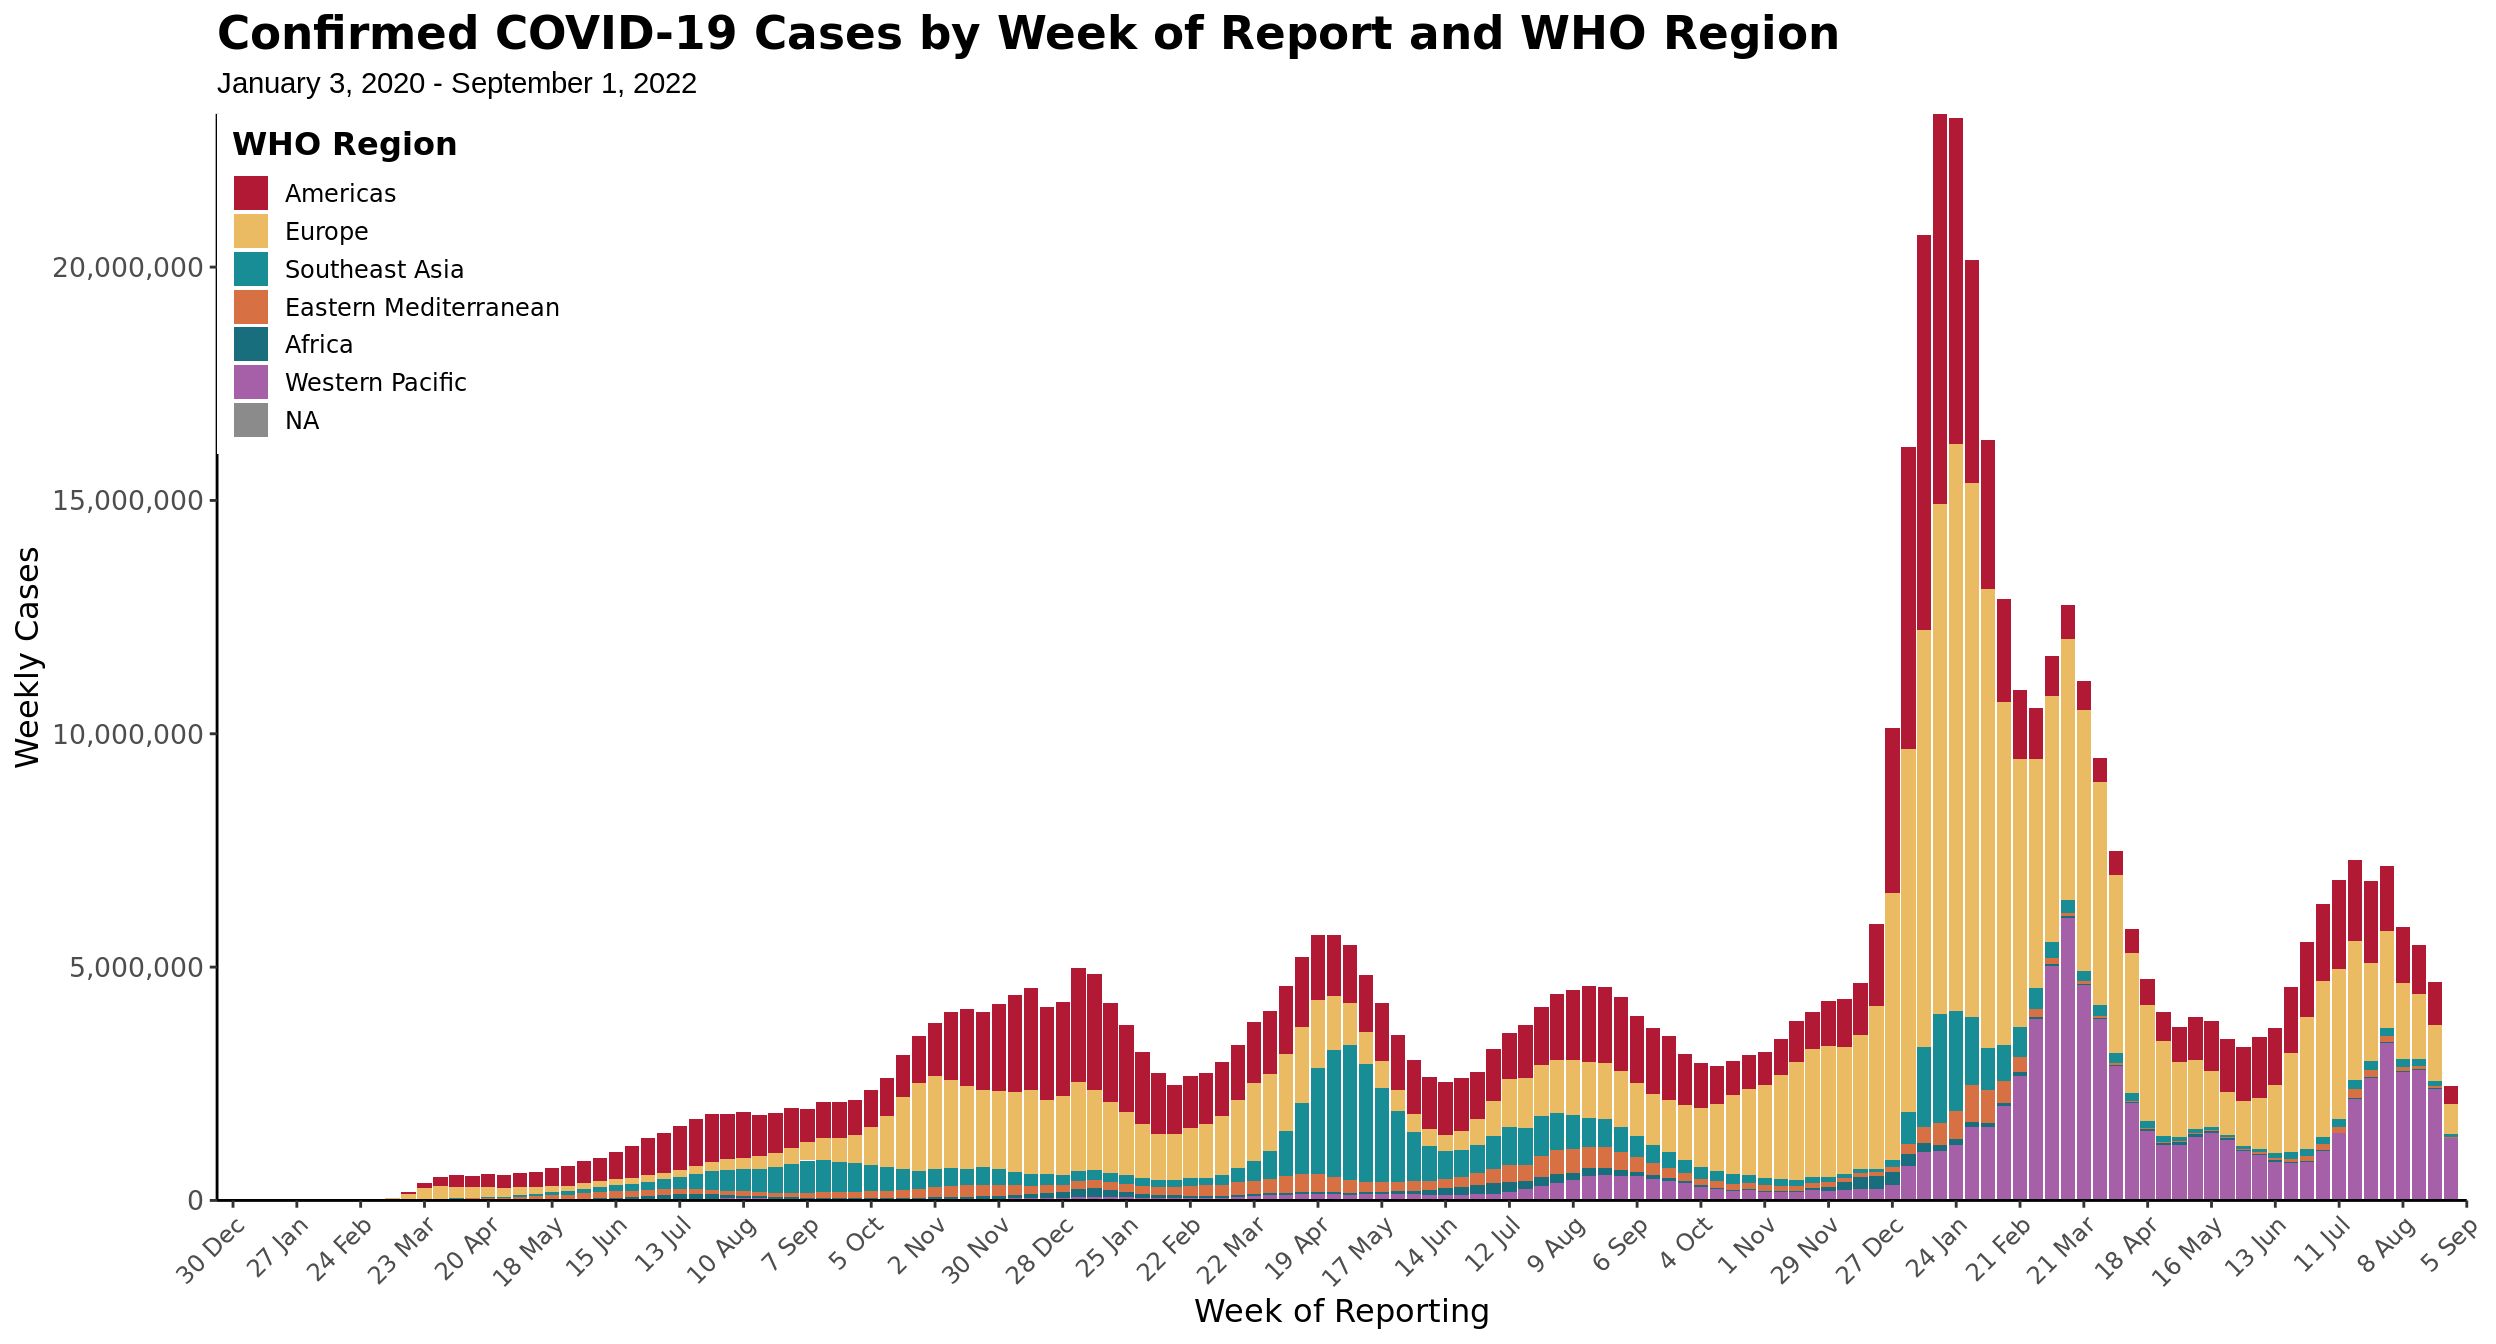 Confirmed COVID-19 Cases by Week of Report and WHO Region
January 3, 2020 - September 1, 2022
WHO Region
Americas
Europe
Southeast Asia
Eastern Mediterranean
Africa
Western Pacific
NA
20,000,000
15,000,000
10,000,000
5,000,000
0
Weekly Cases
30 Dec
27 Jan
24 Feb
23 Mar
20 Apr
18 May
15 Jun
13 Jul
10 Aug
7 Sep
5 Oct
2 Nov
30 Nov
28 Dec
25 Jan
22 Feb
22 Mar
19 Apr
17 May
14 Jun
12 Jul
9 Aug
6 Sep
4 Oct
1 Nov
29 Nov
27 Dec
24 Jan
21 Feb
21 Mar
18 Apr
16 May
13 Jun
11 Jul
8 Aug
5 Sep
Week of Reporting